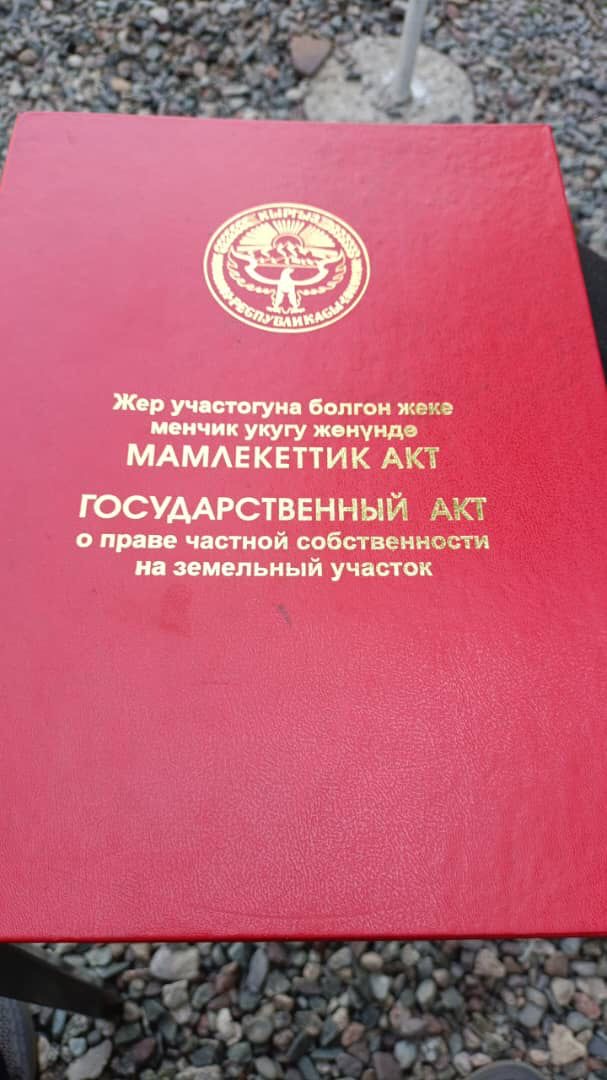 КЫРГЫЗ
РЕСПУБЛИКАСЫ
Жер участогуна болгон жеке
менчик укугу жөнүндө
МАМЛЕКЕТТИК АКТ
ГОСУДАРСТВЕННЫЙ АКТ
о праве частной собственности
на земельный участок